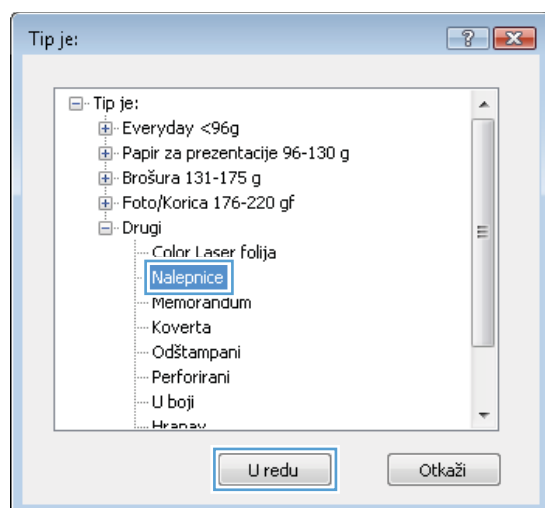 Tip je:
Tip je:
Everyday <96g
Papir za prezentacije 96-130 g
Brošura 131-175 g
Foto/Korica 176-220 gf
Drugi
Color Laser folija
Nalepnice
Memorandum
Koverta
Odštampani
Perforirani
U boji
Hrapav
U redu Otkaži